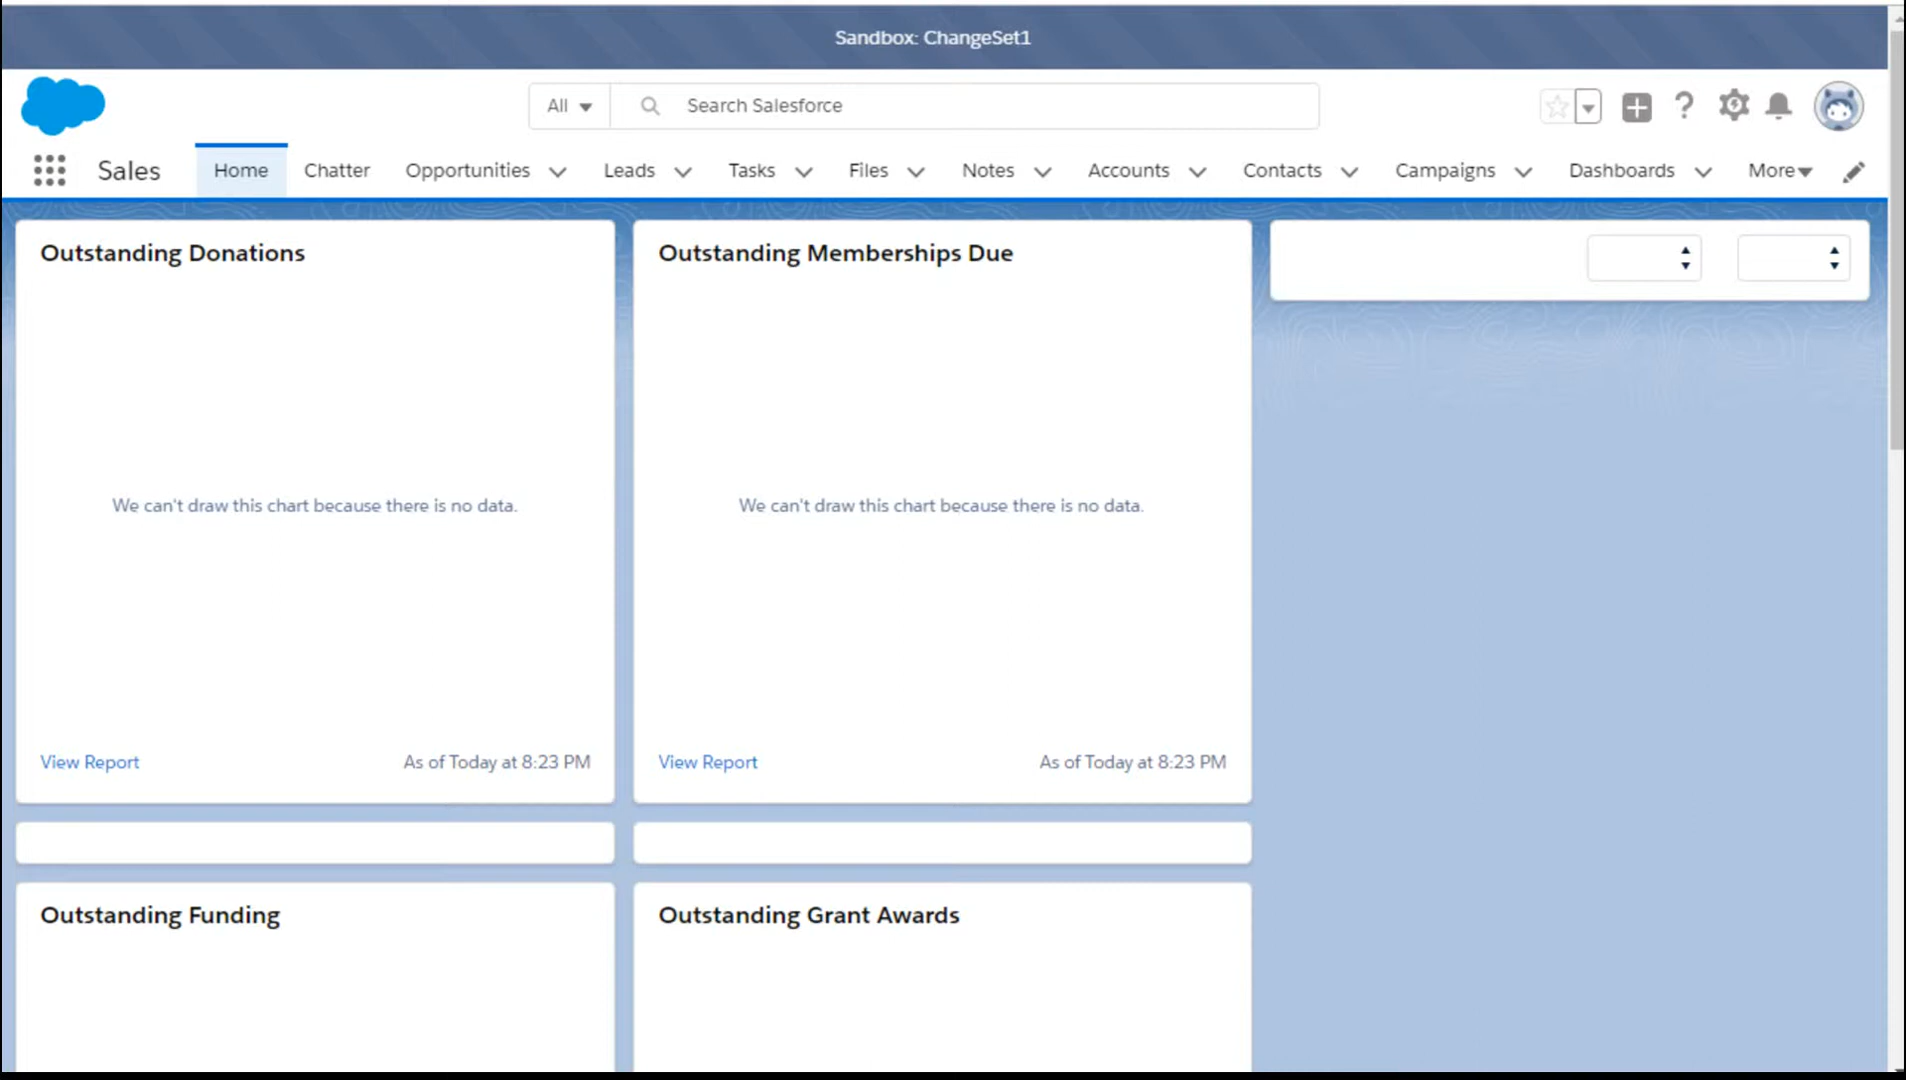 Sandbox: ChangeSet1
All
Search Salesforce
Sales Home Chatter Opportunities Leads Tasks Files Notes Accounts Contacts Campaigns Dashboards More
Outstanding Donations
We can't draw this chart because there is no data.
View Report As of Today at 8:23 PM
Outstanding Memberships Due
We can't draw this chart because there is no data.
View Report As of Today at 8:23 PM
Outstanding Funding
Outstanding Grant Awards